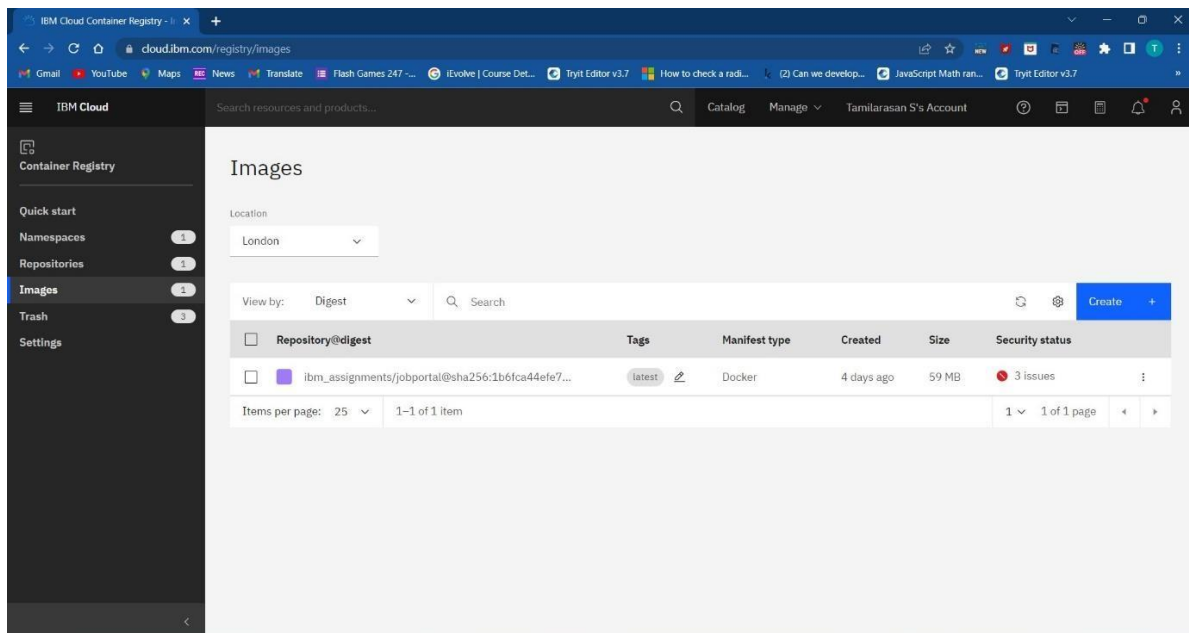 IBM Cloud Container Registry - I
cloud.ibm.com/registry/images
Gmail YouTube Maps News Translate Flash Games 247 -... iEvolve | Course Det... Tryit Editor v3.7 How to check a radi... (2) Can we develop... JavaScript Math ran... Tryit Editor v3.7 »
IBM Cloud Search resources and products... Catalog Manage Tamilarasan S's Account
Container Registry
Quick start
Namespaces 1
Repositories 1
Images 1
Trash 3
Settings
Images
Location
London
View by: Digest Search Create +
Repository@digest Tags Manifest type Created Size Security status
ibm_assignments/jobportal@sha256:1b6fca44efe7... latest Docker 4 days ago 59 MB 3 issues
Items per page: 25 1–1 of 1 item 1 1 of 1 page